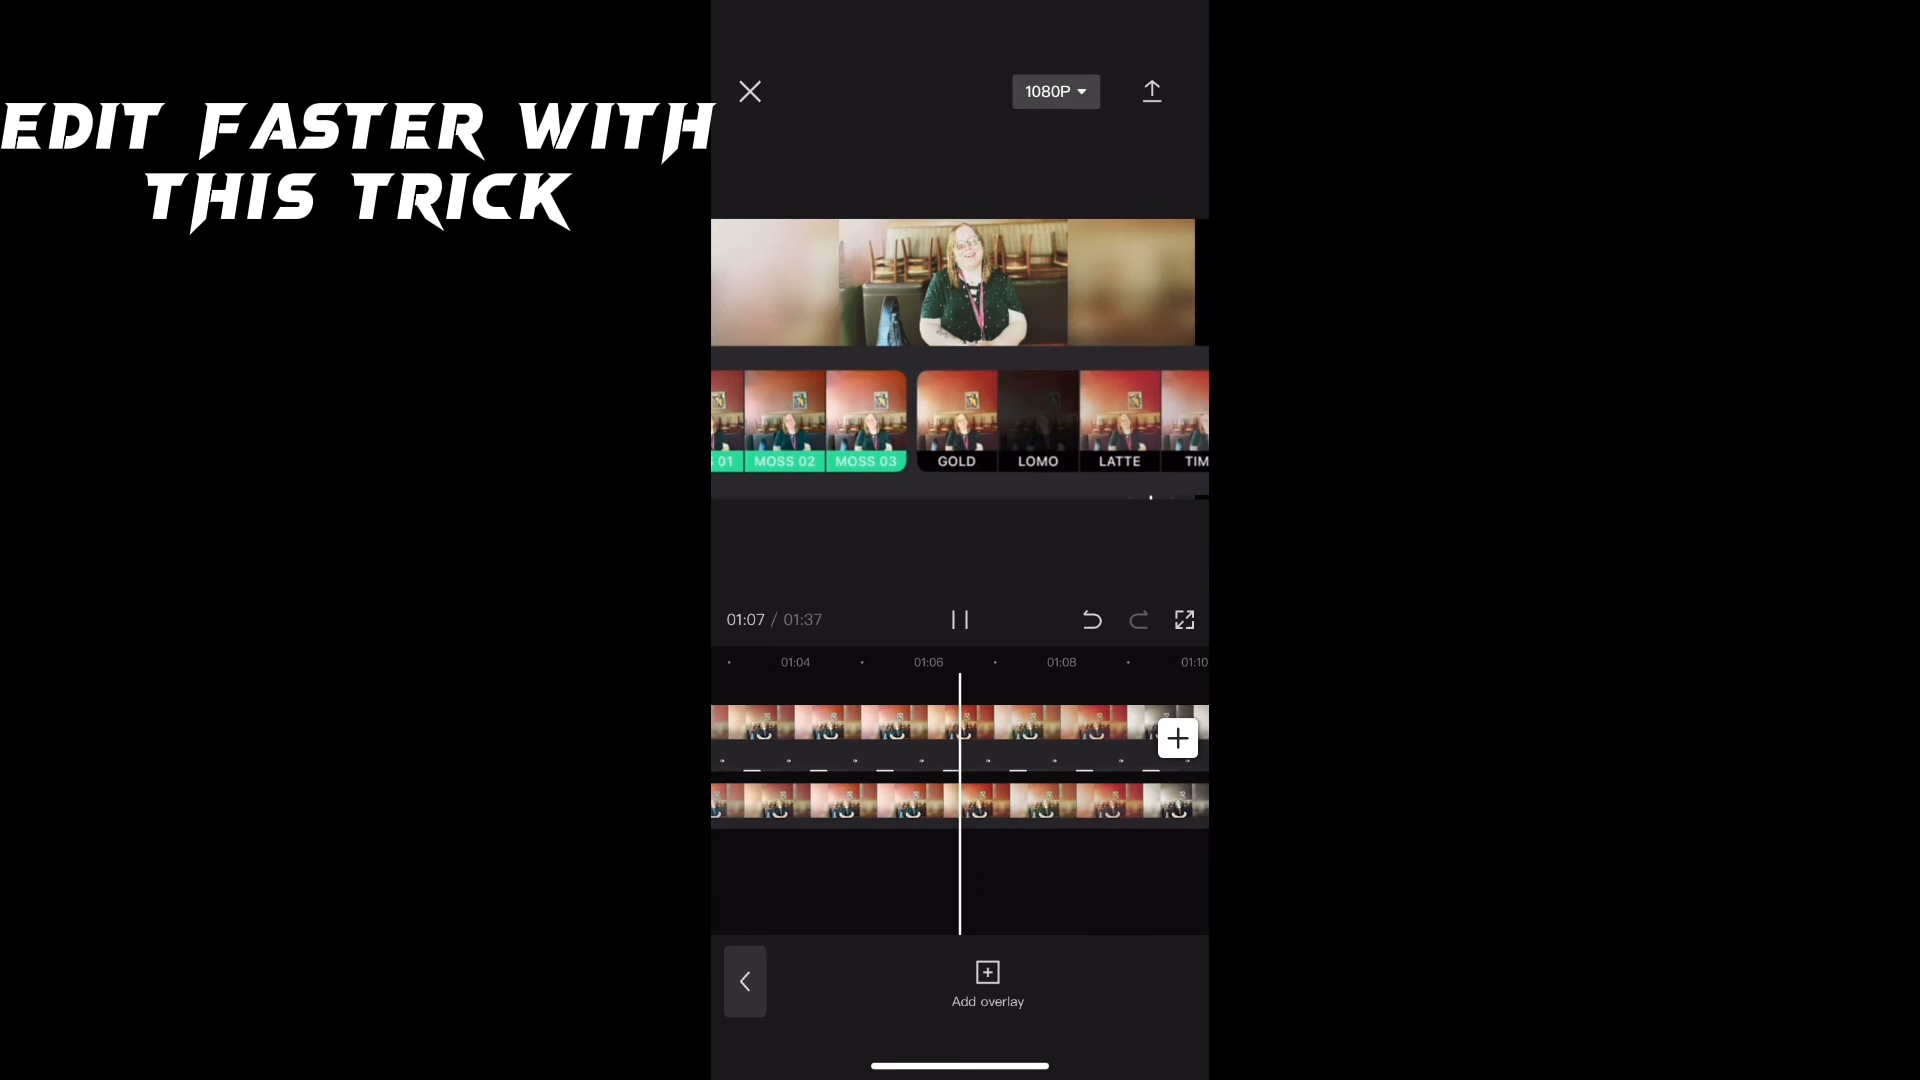 EDIT FASTER WITH
THIS TRICK
1080P
01 MOSS 02 MOSS 03 GOLD LOMO LATTE TIM
01:07 / 01:37
01:04 01:06 01:08 01:10
Add overlay